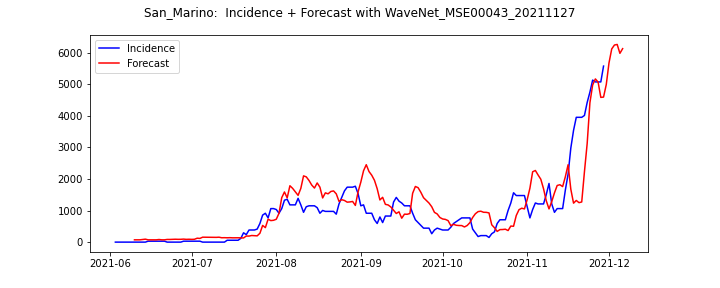 San_Marino:  Incidence + Forecast with WaveNet_MSE00043_20211127
Incidence
Forecast
6000
5000
4000
3000
2000
1000
0
2021-06 2021-07 2021-08 2021-09 2021-10 2021-11 2021-12